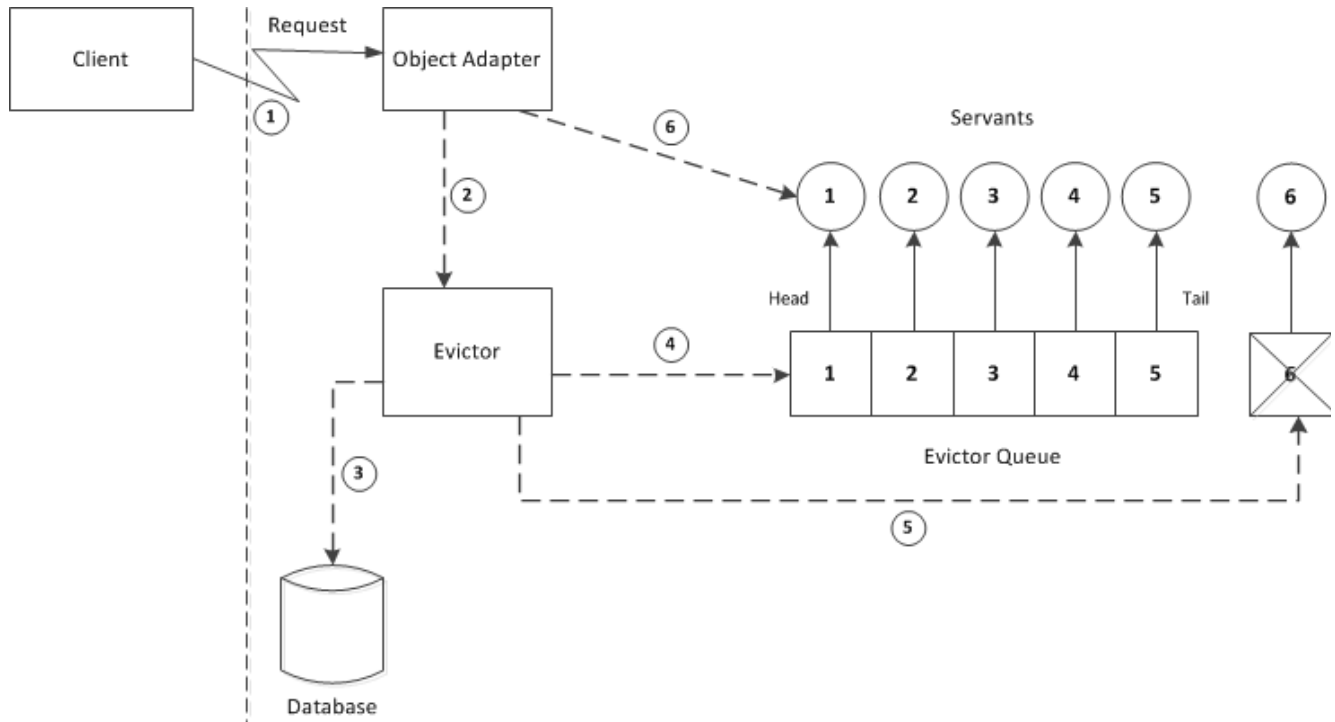 Request
Client
Object Adapter
1
6
Servants
2
1
2
3
4
5
6
Head
Tail
Evictor
4
1
2
3
4
5
6
Evictor Queue
3
5
Database